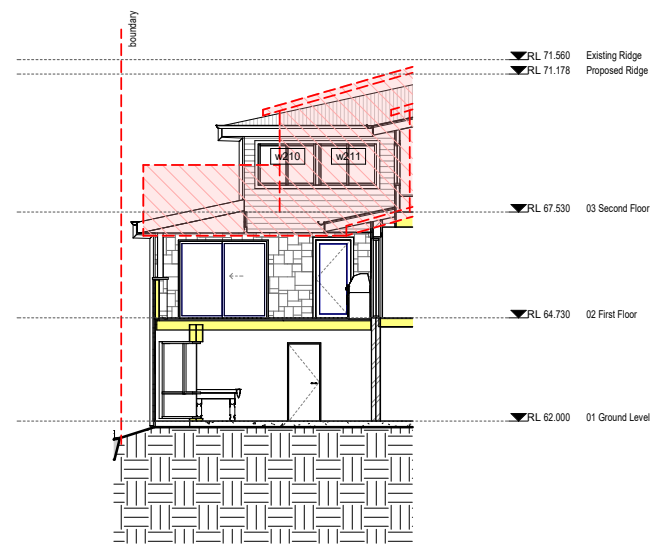 boundary
RL 71.560 Existing Ridge
RL 71.178 Proposed Ridge
w210 w211
RL 67.530 03 Second Floor
RL 64.730 02 First Floor
RL 62.000 01 Ground Level